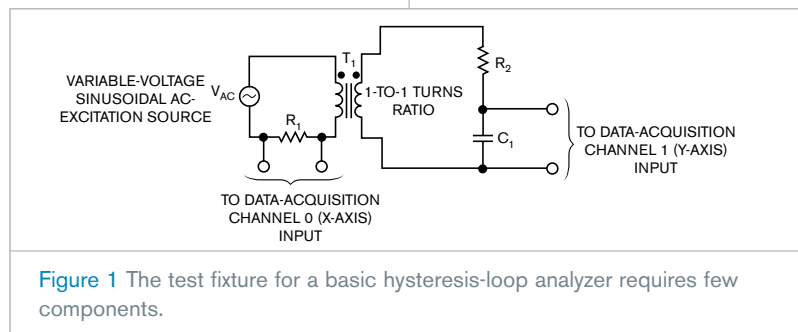 T1
VARIABLE-VOLTAGE
SINUSOIDAL AC-
EXCITATION SOURCE
VAC
1-TO-1 TURNS
RATIO
R2
R1
C1
TO DATA-ACQUISITION
CHANNEL 1 (Y-AXIS)
INPUT
TO DATA-ACQUISITION
CHANNEL 0 (X-AXIS)
INPUT
Figure 1 The test fixture for a basic hysteresis-loop analyzer requires few
components.